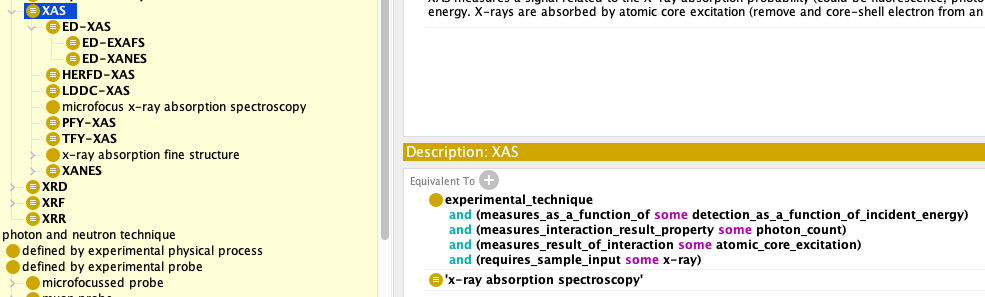 XAS
ED-XAS
ED-EXAFS
ED-XANES
HERFD-XAS
LDDC-XAS
microfocus x-ray absorption spectroscopy
PFY-XAS
TFY-XAS
x-ray absorption fine structure
XANES
XRD
XRF
XRR
photon and neutron technique
defined by experimental physical process
defined by experimental probe
microfocussed probe
XAS measures a signal related to the X-ray absorption probability (could be fluorescence,
energy. X-rays are absorbed by atomic core excitation (remove and core-shell electron from an
Description: XAS
Equivalent To
experimental_technique
and (measures_as_a_function_of some detection_as_a_function_of_incident_energy)
and (measures_interaction_result_property some photon_count)
and (measures_result_of_interaction some atomic_core_excitation)
and (requires_sample_input some x-ray)
'x-ray absorption spectroscopy'